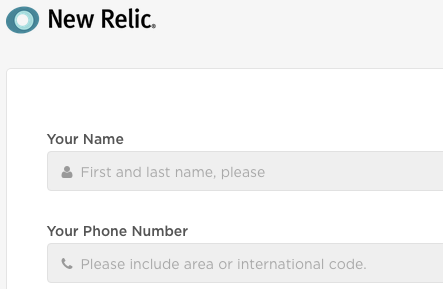 New Relic.
Your Name
First and last name, please
Your Phone Number
Please include area or international code.